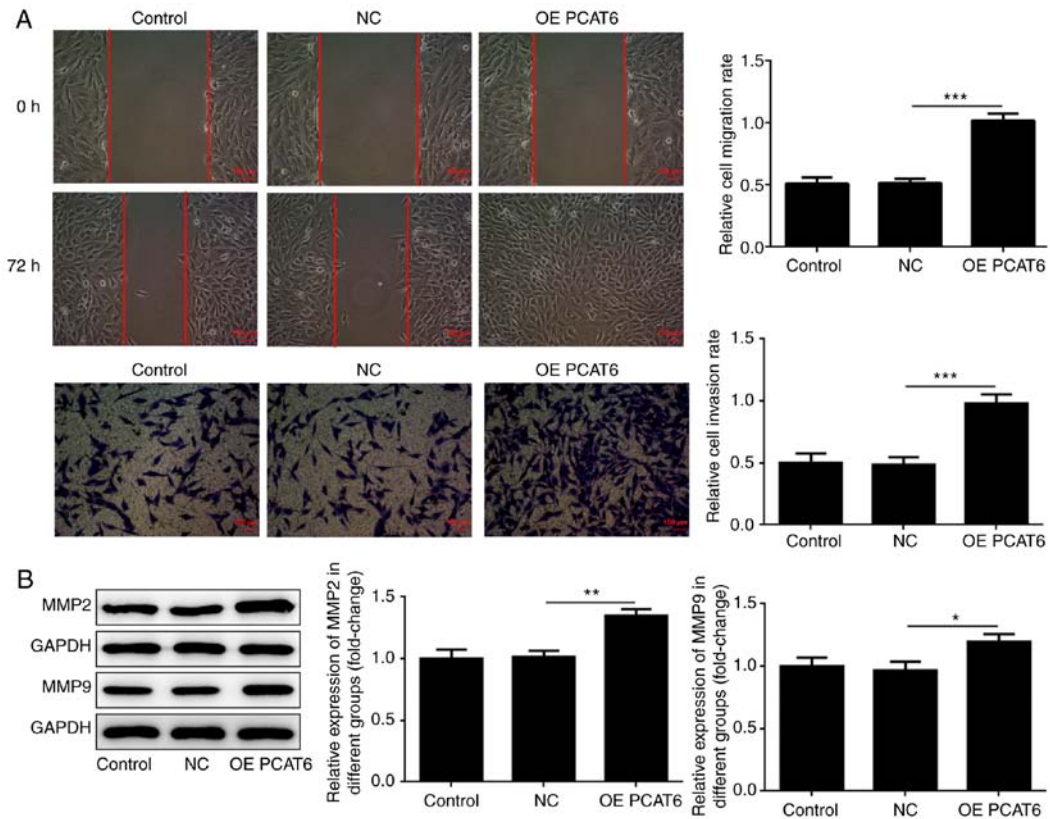 A
Control
NC
OE PCAT6
0 h
72 h
Control
NC
OE PCAT6
Relative cell migration rate
1.5
1.0
0.5
1.0
***
Control
NC
OE PCAT6
Relative cell invasion rate
1.5
1.0
0.5
0.0
***
Control
NC
OE PCAT6
B
MMP2
GAPDH
MMP9
GAPDH
Control
NC
OE PCAT6
Relative expression of MMP2 in
different groups (fold-change)
1.5
1.0
1.5
0.0
**
Control
NC
OE PCAT6
Relative expression of MMP9 in
different groups (fold-change)
1.5
1.0
0.5
0.0
*
Control
NC
OE PCAT6